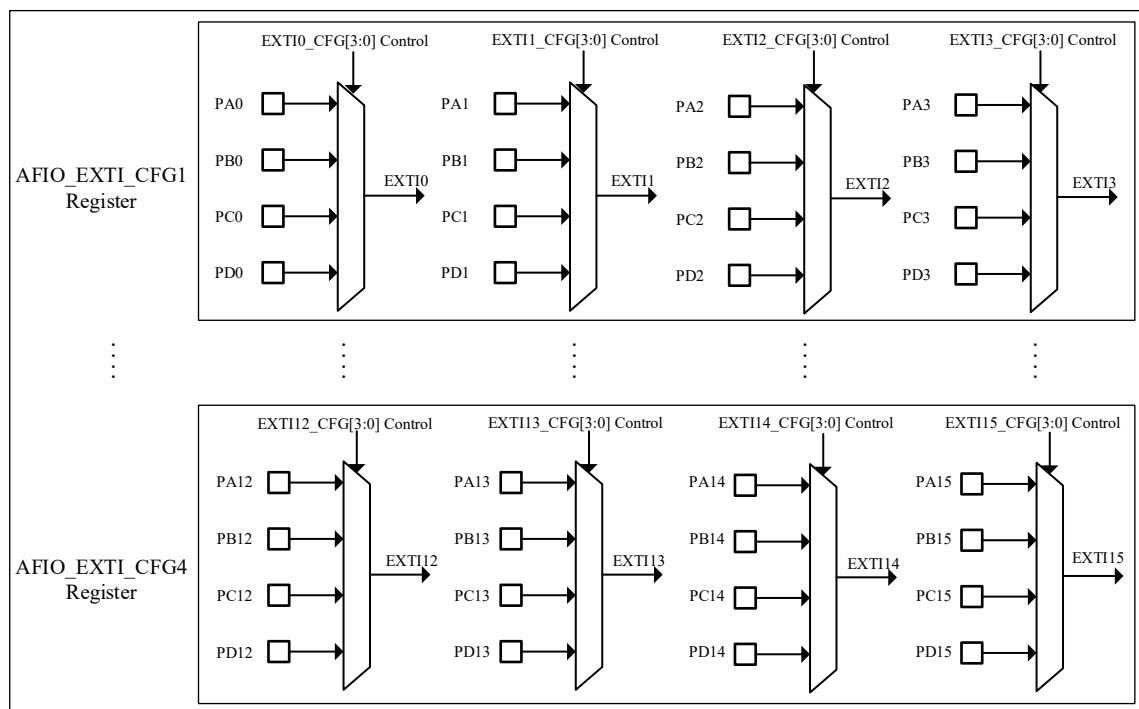 EXTI0_CFG[3:0] Control
EXTI1_CFG[3:0] Control
EXTI2_CFG[3:0] Control
EXTI3_CFG[3:0] Control
PA0
PA1
PA2
PA3
PB0
PB1
PB2
PB3
AFIO_EXTI_CFG1
Register
EXTI0
EXTI1
EXTI2
EXTI3
PC0
PC1
PC2
PC3
PD0
PD1
PD2
PD3
EXTI12_CFG[3:0] Control
EXTI13_CFG[3:0] Control
EXTI14_CFG[3:0] Control
EXTI15_CFG[3:0] Control
PA12
PA13
PA14
PA15
PB12
PB13
PB14
PB15
AFIO_EXTI_CFG4
Register
EXTI12
EXTI13
EXTI14
EXTI15
PC12
PC13
PC14
PC15
PD12
PD13
PD14
PD15